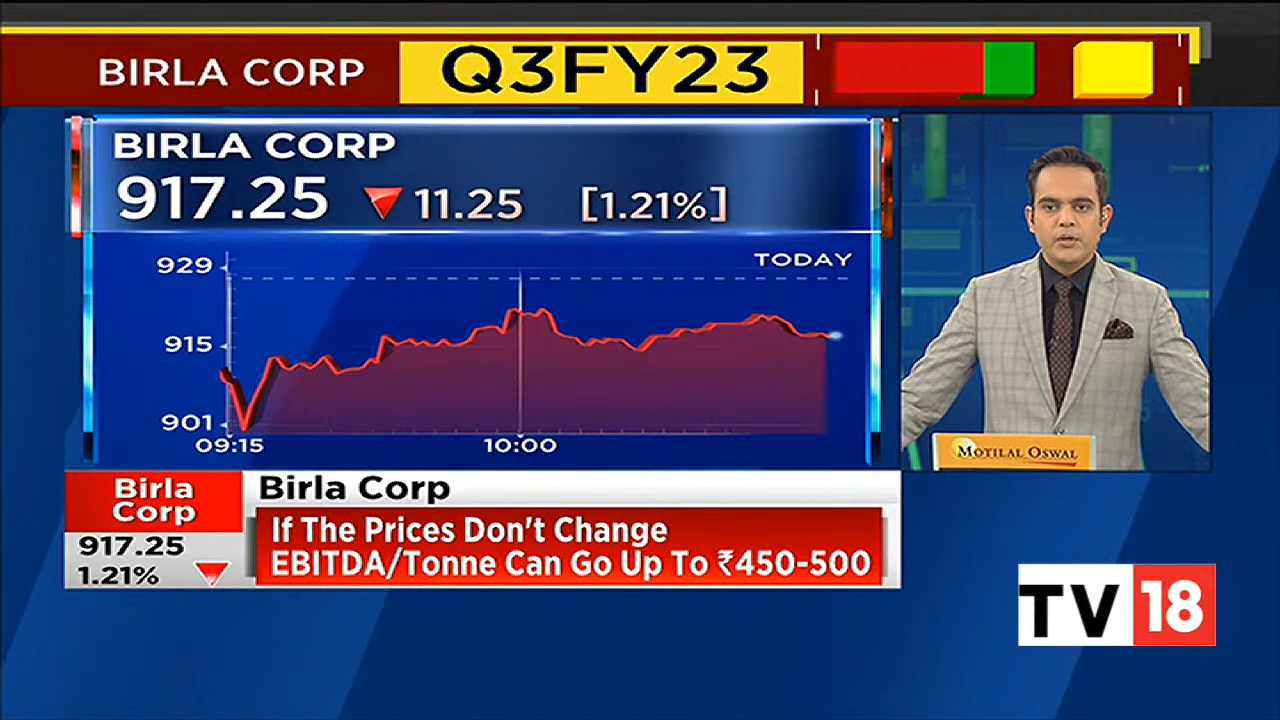 BIRLA CORP
Q3FY23
BIRLA CORP
917.25 ▼ 11.25 [1.21%]
TODAY
929
915
901
09:15
10:00
MOTILAL OSWAL
Birla
Corp
917.25
1.21% ▼
Birla Corp
If The Prices Don't Change
EBITDA/Tonne Can Go Up To ₹450-500
TV 18